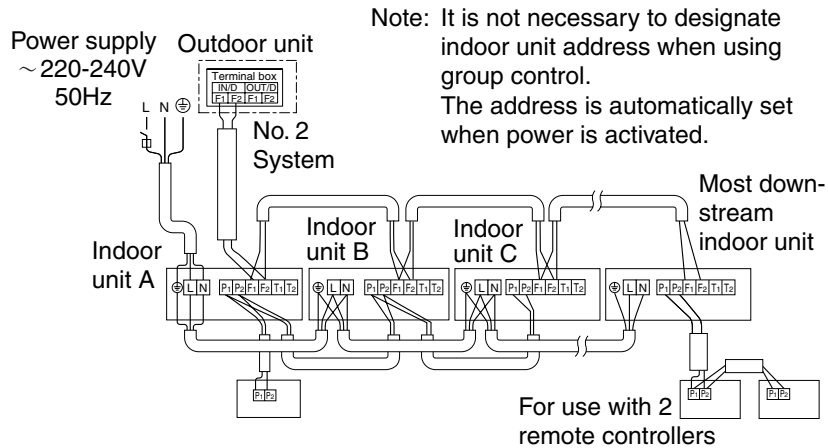 Note: It is not necessary to designate
indoor unit address when using
group control.
The address is automatically set
when power is activated.
Power supply
~220-240V
50Hz
L N
Outdoor unit
Terminal box
IN/D OUT/D
F1 F2 F1 F2
No. 2
System
Most down-
stream
indoor unit
Indoor
unit A
Indoor
unit B
Indoor
unit C
L N P1 P2 F1 F2 T1 T2
L N P1 P2 F1 F2 T1 T2
L N P1 P2 F1 F2 T1 T2
L N P1 P2 F1 F2 T1 T2
P1 P2
P1 P2
P1 P2
For use with 2
remote controllers